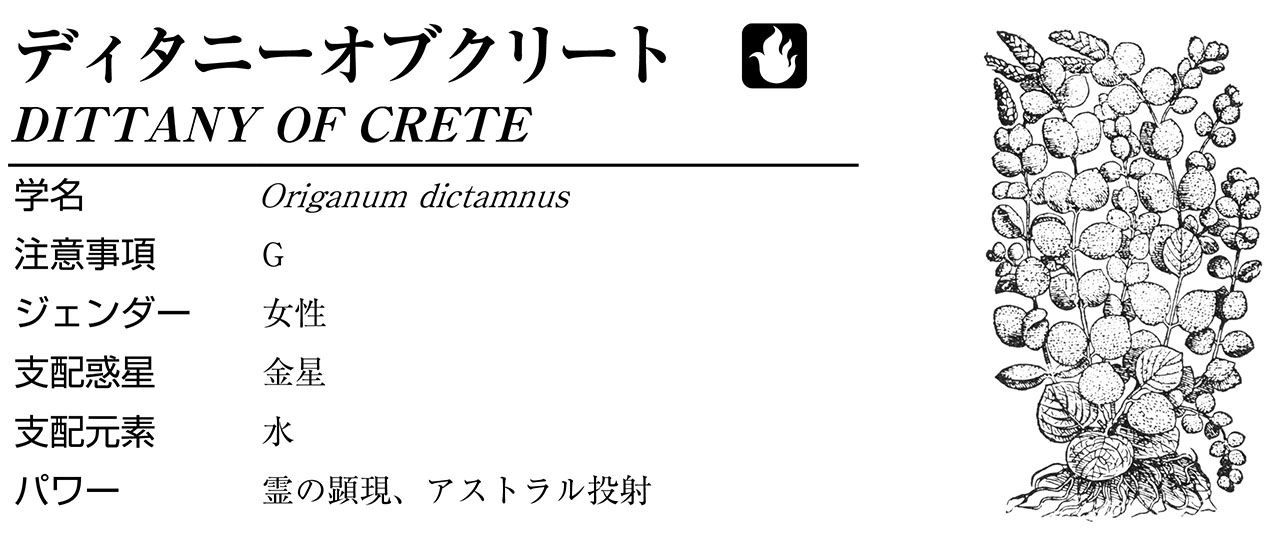 ディタニーオブクリート
DITTANY OF CRETE
学名 Origanum dictamnus
注意事項 G
ジェンダー 女性
支配惑星 金星
支配元素 水
パワー 霊の顕現、アストラル投射